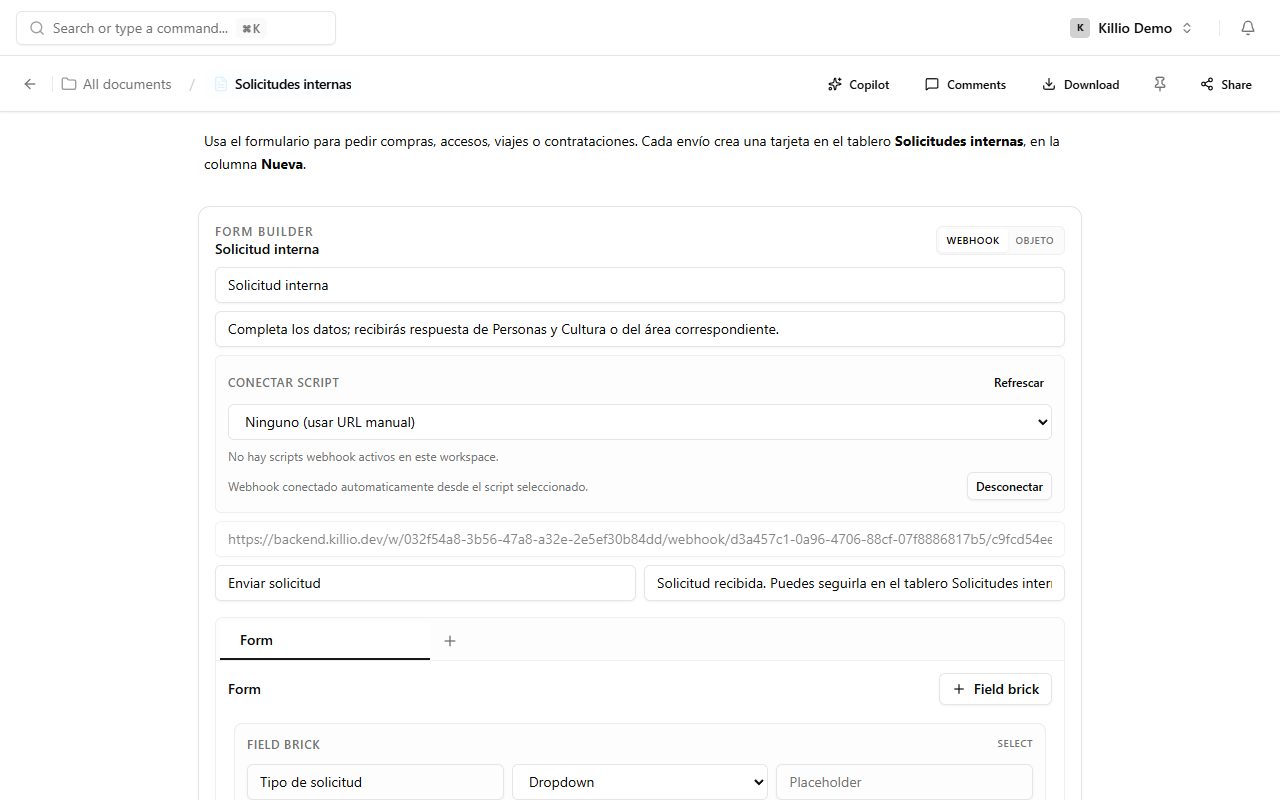 Search or type a command... ⌘K
K Killio Demo
All documents / Solicitudes internas
Copilot Comments Download Share
Usa el formulario para pedir compras, accesos, viajes o contrataciones. Cada envío crea una tarjeta en el tablero Solicitudes internas, en la
columna Nueva.
FORM BUILDER
Solicitud interna
WEBHOOK OBJETO
Solicitud interna
Completa los datos; recibirás respuesta de Personas y Cultura o del área correspondiente.
CONECTAR SCRIPT Refrescar
Ninguno (usar URL manual)
No hay scripts webhook activos en este workspace.
Webhook conectado automaticamente desde el script seleccionado. Desconectar
https://backend.killio.dev/w/032f54a8-3b56-47a8-a32e-2e5ef30b84dd/webhook/d3a457c1-0a96-4706-88cf-07f8886817b5/c9fcd54ee
Enviar solicitud Solicitud recibida. Puedes seguirla en el tablero Solicitudes inter
Form
Form + Field brick
FIELD BRICK SELECT
Tipo de solicitud Dropdown Placeholder